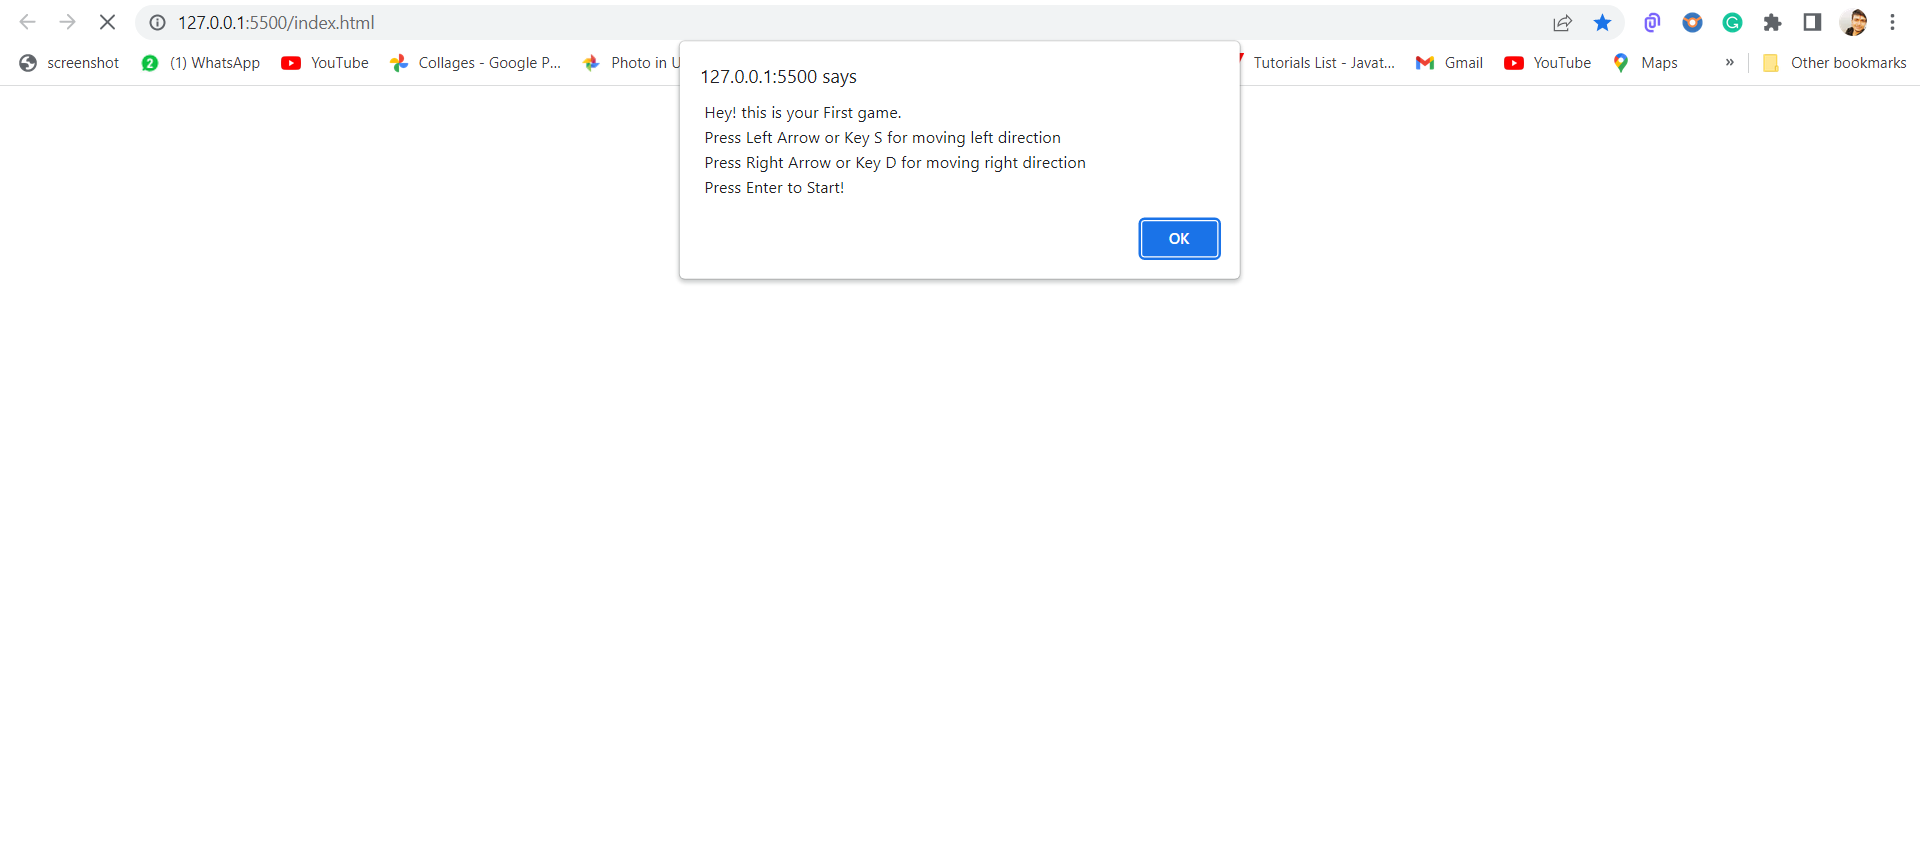 127.0.0.1:5500/index.html
screenshot
2 (1) WhatsApp
YouTube
Collages - Google P...
Photo in U
Tutorials List - Javat...
Gmail
YouTube
Maps
»
Other bookmarks
127.0.0.1:5500 says
Hey! this is your First game.
Press Left Arrow or Key S for moving left direction
Press Right Arrow or Key D for moving right direction
Press Enter to Start!
OK